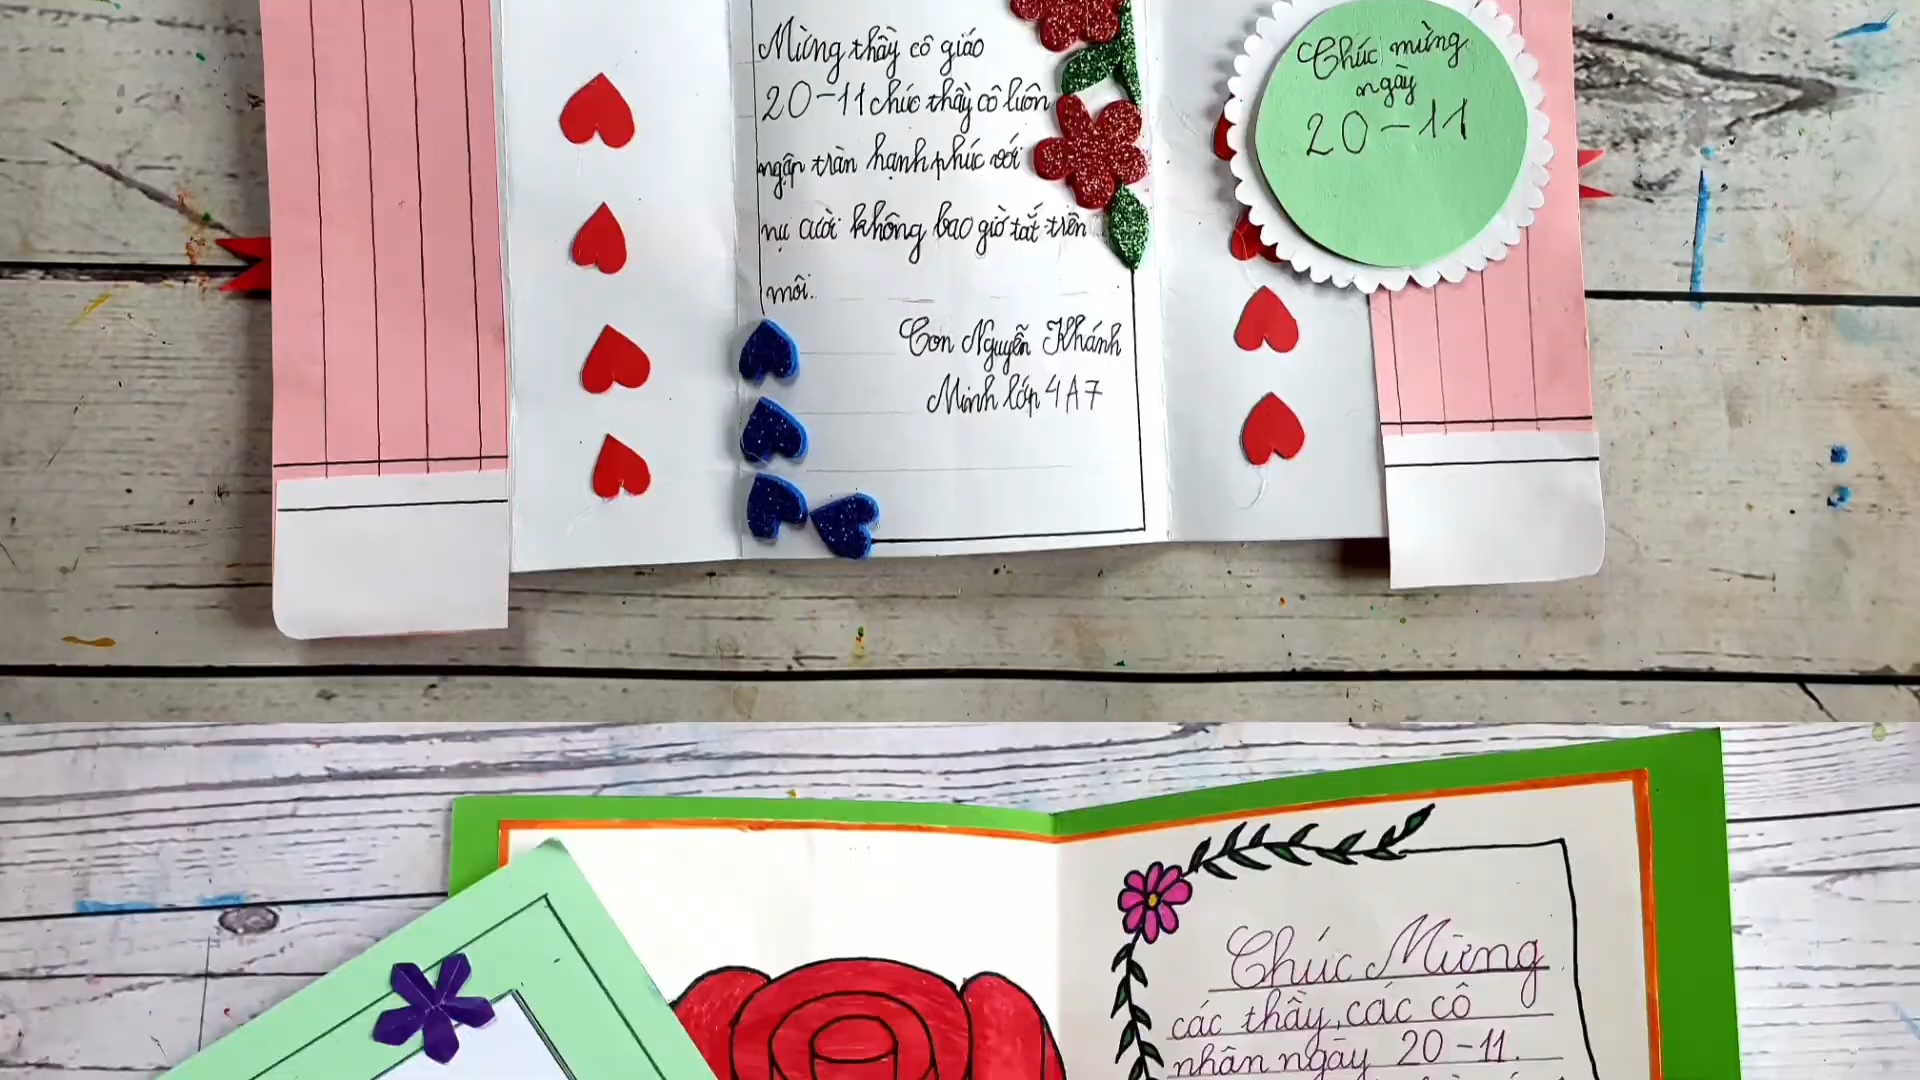 Mừng thầy cô giáo
20-11 chúc thầy cô luôn
ngập tràn hạnh phúc với
nụ cười không bao giờ tắt trên
môi..
Con Nguyễn Khánh
Minh lớp 4A7
Chúc mừng
ngày
20-11
Chúc Mừng
các thầy, các cô
nhân ngày 20-11.